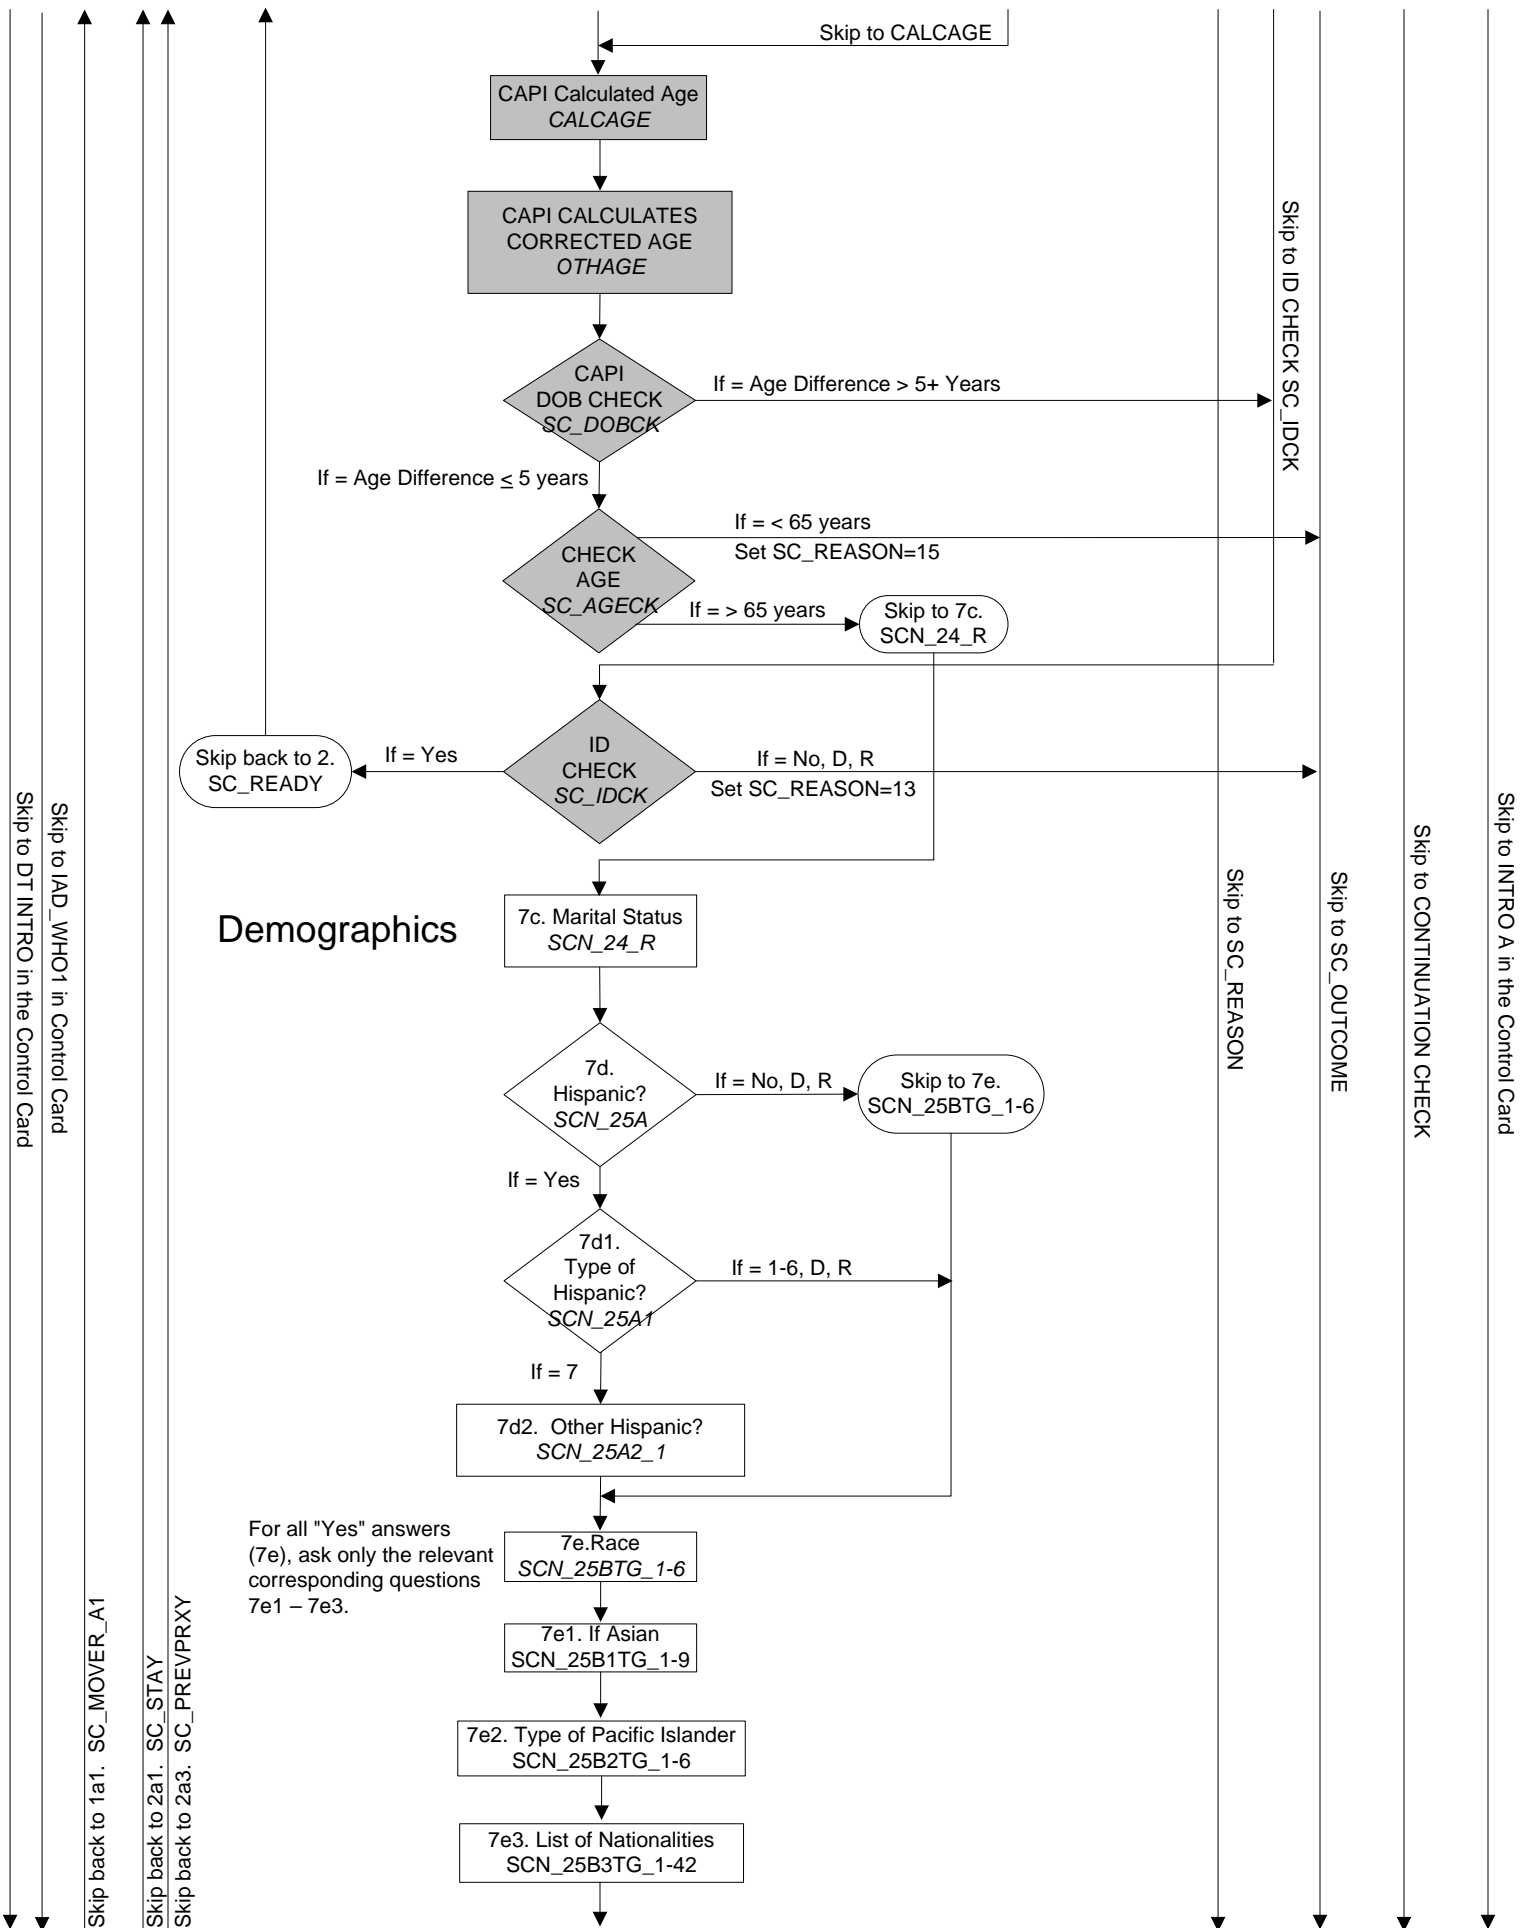 Skip to CALCAGE
CAPI Calculated Age
CALCAGE
CAPI CALCULATES
CORRECTED AGE
OTHAGE
Skip to ID CHECK SC_IDCK
CAPI
DOB CHECK
SC_DOBCK
If = Age Difference > 5+ Years
If = Age Difference ≤ 5 years
CHECK
AGE
SC_AGECK
If = < 65 years
Set SC_REASON=15
If = > 65 years
Skip to 7c.
SCN_24_R
ID
CHECK
SC_IDCK
If = Yes
Skip back to 2.
SC_READY
If = No, D, R
Set SC_REASON=13
Skip to DT INTRO in the Control Card
Skip to IAD_WHO1 in Control Card
Skip to SC_REASON
Skip to SC_OUTCOME
Skip to CONTINUATION CHECK
Skip to INTRO A in the Control Card
Demographics
7c. Marital Status
SCN_24_R
7d.
Hispanic?
SCN_25A
If = No, D, R
Skip to 7e.
SCN_25BTG_1-6
If = Yes
7d1.
Type of
Hispanic?
SCN_25A1
If = 1-6, D, R
If = 7
7d2.  Other Hispanic?
SCN_25A2_1
For all "Yes" answers
(7e), ask only the relevant
corresponding questions
7e1 – 7e3.
7e.Race
SCN_25BTG_1-6
7e1. If Asian
SCN_25B1TG_1-9
7e2. Type of Pacific Islander
SCN_25B2TG_1-6
7e3. List of Nationalities
SCN_25B3TG_1-42
Skip back to 1a1.  SC_MOVER_A1
Skip back to 2a1.  SC_STAY
Skip back to 2a3.  SC_PREVPRXY